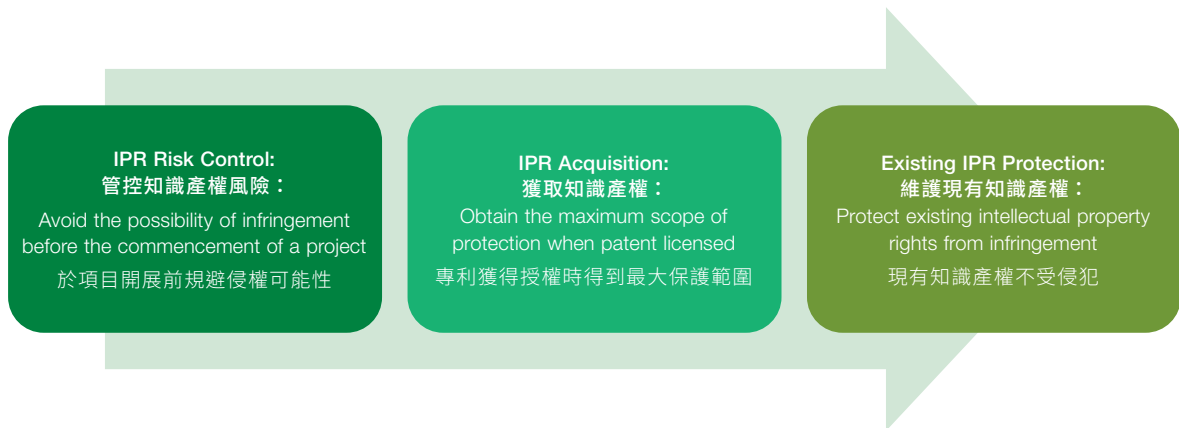 IPR Risk Control:
管控知識產權風險：
Avoid the possibility of infringement
before the commencement of a project
於項目開展前規避侵權可能性
IPR Acquisition:
獲取知識產權：
Obtain the maximum scope of
protection when patent licensed
專利獲得授權時得到最大保護範圍
Existing IPR Protection:
維護現有知識產權：
Protect existing intellectual property
rights from infringement
現有知識產權不受侵犯